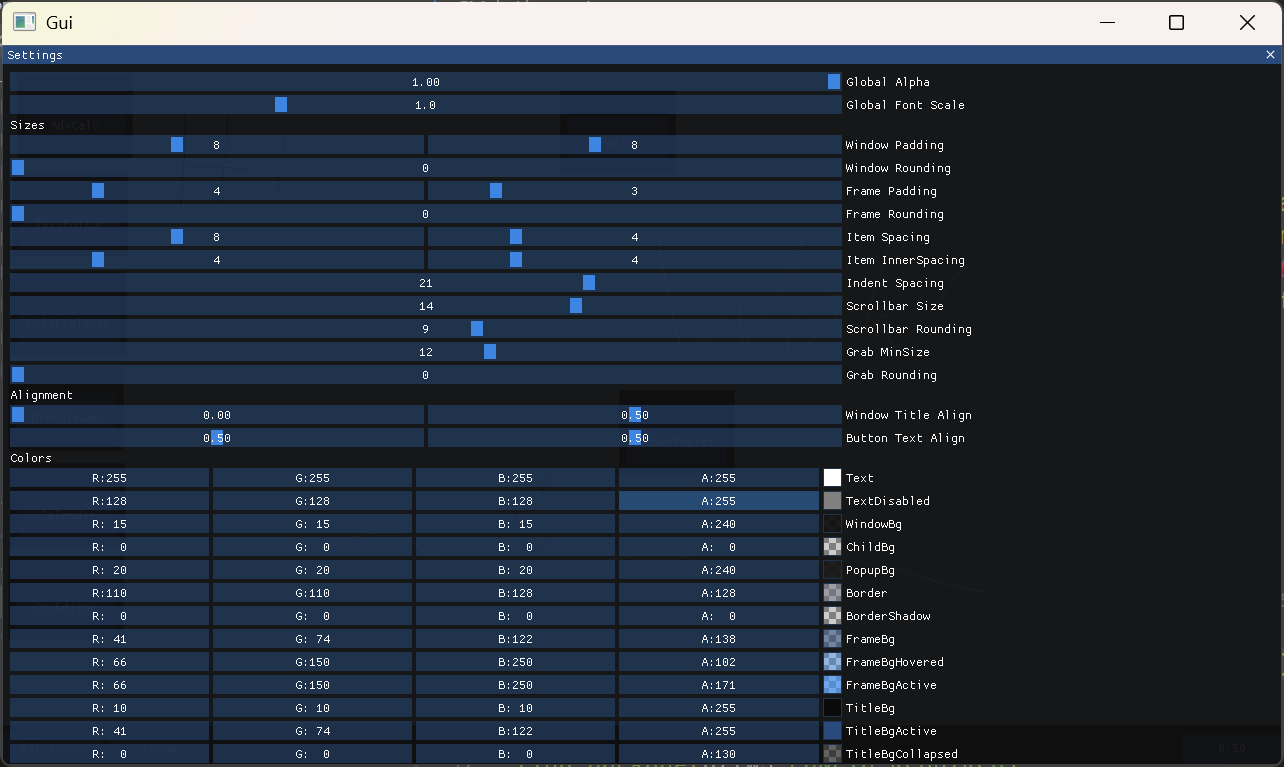 Gui
Settings
1.00 Global Alpha
1.0 Global Font Scale
Sizes
8 8 Window Padding
0 Window Rounding
4 3 Frame Padding
0 Frame Rounding
8 4 Item Spacing
4 4 Item InnerSpacing
21 Indent Spacing
14 Scrollbar Size
9 Scrollbar Rounding
12 Grab MinSize
0 Grab Rounding
Alignment
0.00 0.50 Window Title Align
0.50 0.50 Button Text Align
Colors
R:255 G:255 B:255 A:255 Text
R:128 G:128 B:128 A:255 TextDisabled
R: 15 G: 15 B: 15 A:240 WindowBg
R: 0 G: 0 B: 0 A: 0 ChildBg
R: 20 G: 20 B: 20 A:240 PopupBg
R:110 G:110 B:128 A:128 Border
R: 0 G: 0 B: 0 A: 0 BorderShadow
R: 41 G: 74 B:122 A:138 FrameBg
R: 66 G:150 B:250 A:102 FrameBgHovered
R: 66 G:150 B:250 A:171 FrameBgActive
R: 10 G: 10 B: 10 A:255 TitleBg
R: 41 G: 74 B:122 A:255 TitleBgActive
R: 0 G: 0 B: 0 A:130 TitleBgCollapsed